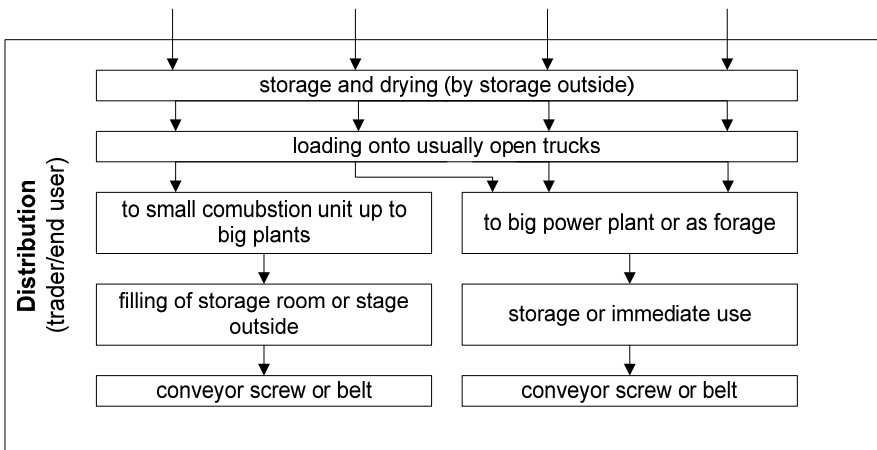 storage and drying (by storage outside)
loading onto usually open trucks
to small comubstion unit up to
big plants
to big power plant or as forage
filling of storage room or stage
outside
storage or immediate use
conveyor screw or belt
conveyor screw or belt
Distribution
(trader/end user)